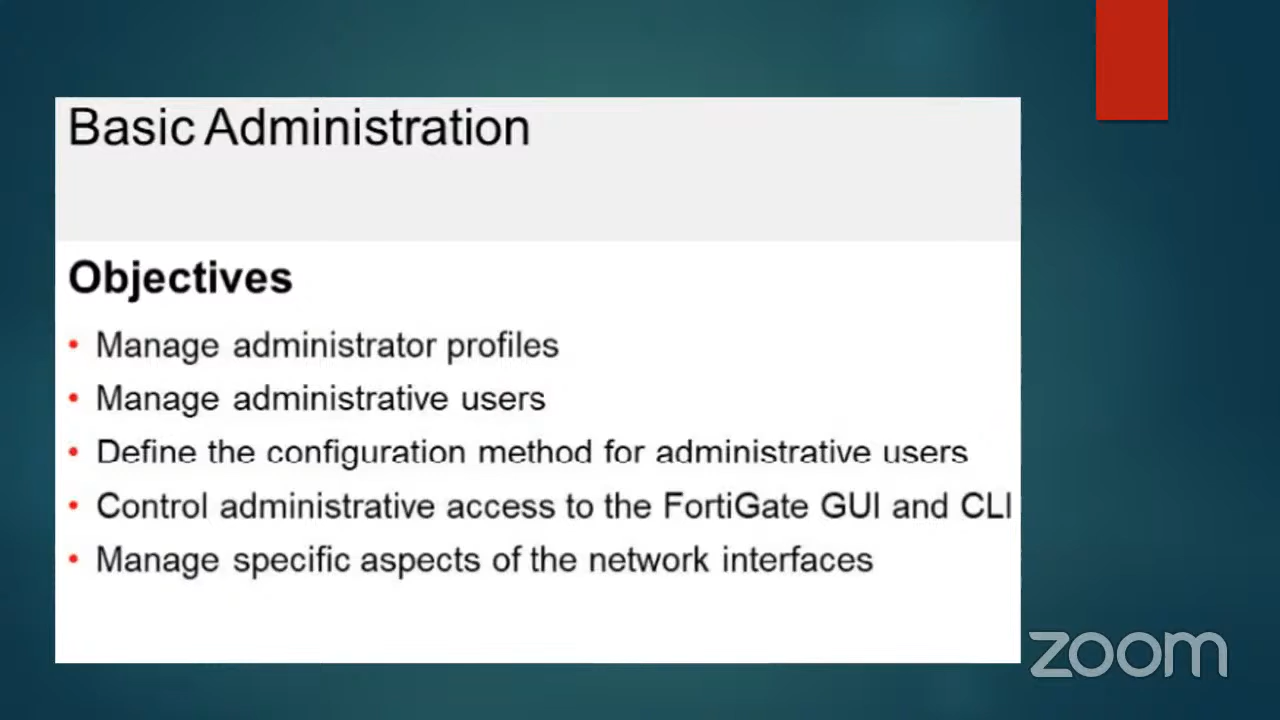 Basic Administration
Objectives
• Manage administrator profiles
• Manage administrative users
• Define the configuration method for administrative users
• Control administrative access to the FortiGate GUI and CLI
• Manage specific aspects of the network interfaces
zoom